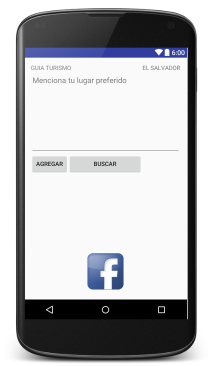 6:00
GUIA TURISMO EL SALVADOR
Menciona tu lugar preferido
AGREGAR BUSCAR
f